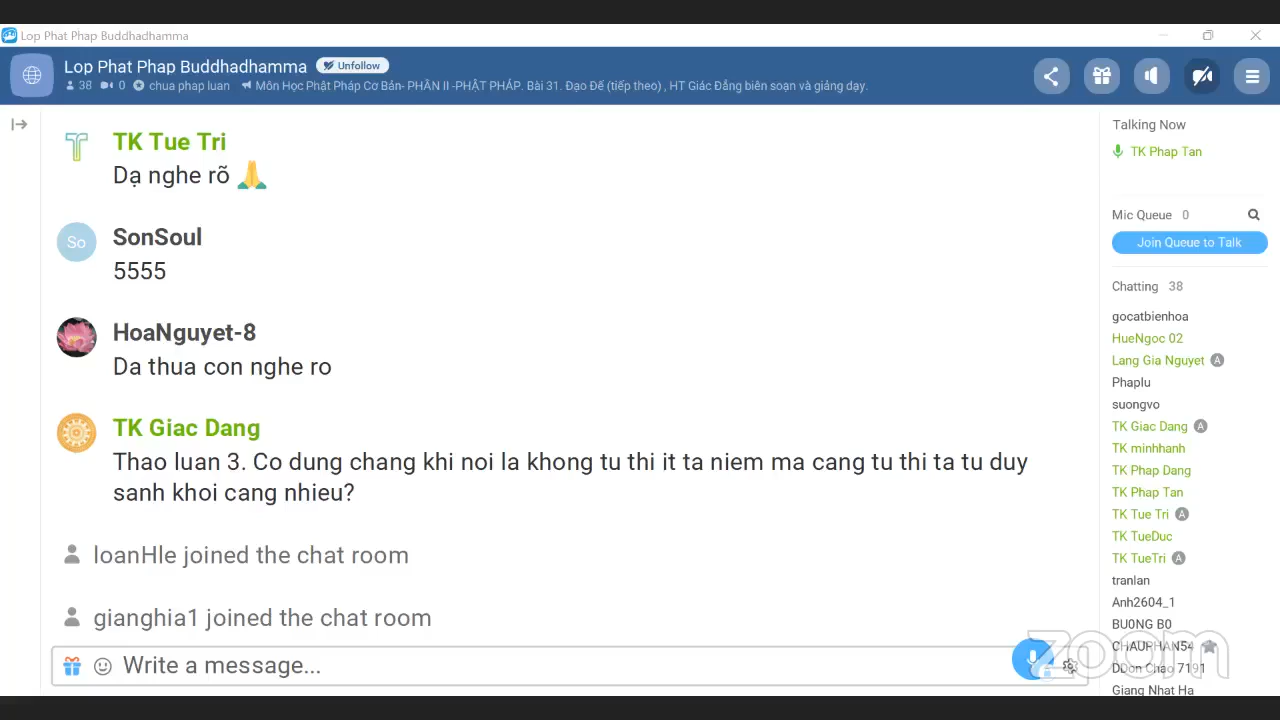 Lop Phat Phap Buddhadhamma
Lop Phat Phap Buddhadhamma Unfollow
38 0 chua phap luan Môn Học Phật Pháp Cơ Bản- PHẦN II -PHẬT PHÁP. Bài 31. Đạo Đế (tiếp theo) , HT Giác Đẳng biên soạn và giảng dạy.
TK Tue Tri
Dạ nghe rõ 🙏
So
SonSoul
5555
HoaNguyet-8
Da thua con nghe ro
TK Giac Dang
Thao luan 3. Co dung chang khi noi la khong tu thi it ta niem ma cang tu thi ta tu duy
sanh khoi cang nhieu?
loanHle joined the chat room
gianghia1 joined the chat room
Write a message...
Talking Now
TK Phap Tan
Mic Queue 0
Join Queue to Talk
Chatting 38
gocatbienhoa
HueNgoc 02
Lang Gia Nguyet A
Phaplu
suongvo
TK Giac Dang A
TK minhhanh
TK Phap Dang
TK Phap Tan
TK Tue Tri A
TK TueDuc
TK TueTri A
tranlan
Anh2604_1
BU0NG B0
CHAUPHAN54
DDon Chao 7191
Giang Nhat Ha
zoom